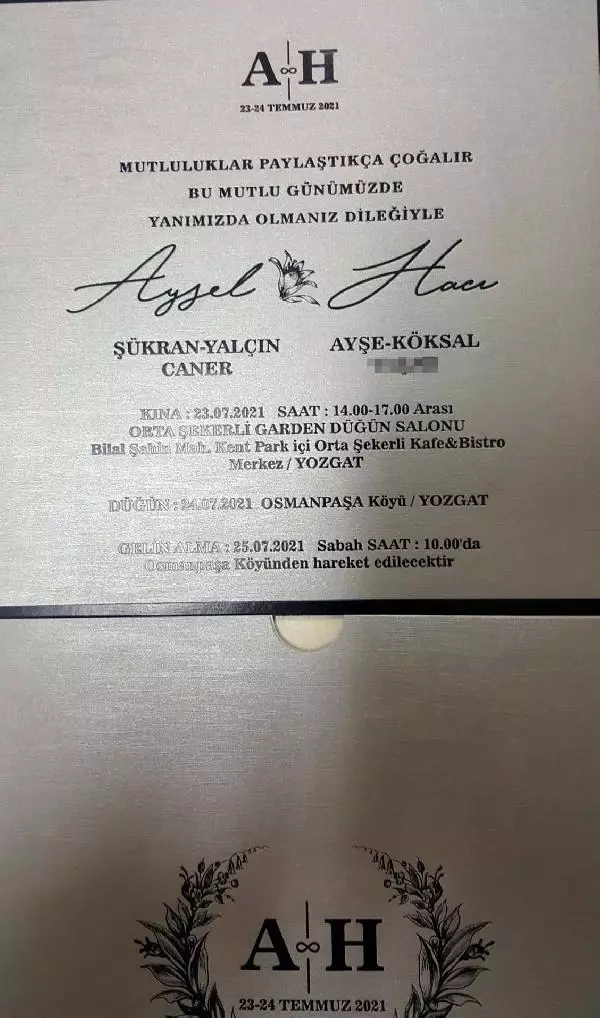 A∞H
23-24 TEMMUZ 2021
MUTLULUKLAR PAYLAŞTIKÇA ÇOĞALIR
BU MUTLU GÜNÜMÜZDE
YANIMIZDA OLMANIZ DİLEĞİYLE
Aysel Hacı
ŞÜKRAN-YALÇIN AYŞE-KÖKSAL
CANER
KINA : 23.07.2021 SAAT : 14.00-17.00 Arası
ORTA ŞEKERLİ GARDEN DÜĞÜN SALONU
Bilal Şahin Mah. Kent Park içi Orta Şekerli Kafe&Bistro
Merkez / YOZGAT
DÜĞÜN : 24.07.2021 OSMANPAŞA Köyü / YOZGAT
GELİN ALMA : 25.07.2021 Sabah SAAT : 10.00'da
Osmanpaşa Köyünden hareket edilecektir
A∞H
23-24 TEMMUZ 2021